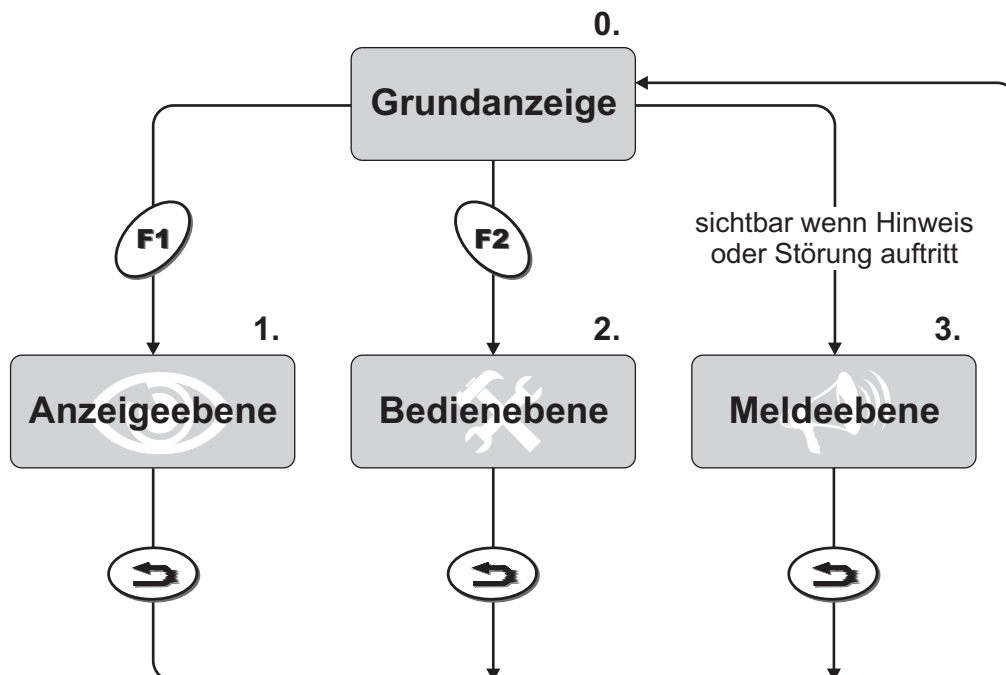 0.
Grundanzeige
F1
F2
sichtbar wenn Hinweis
oder Störung auftritt
1.
2.
3.
Anzeigeebene
Bedienebene
Meldeebene